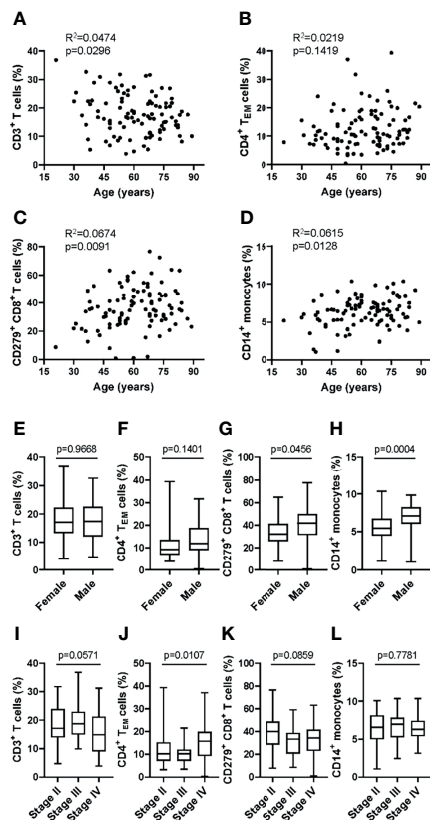 A
R²=0.0474
p=0.0296
CD3⁺ T cells (%)
40
30
20
10
0
15 30 45 60 75 90
Age (years)
B
R²=0.0219
p=0.1419
CD4⁺ T_EM cells (%)
40
30
20
10
0
15 30 45 60 75 90
Age (years)
C
R²=0.0674
p=0.0091
CD279⁺ CD8⁺T cells (%)
100
80
60
40
20
0
15 30 45 60 75 90
Age (years)
D
R²=0.0615
p=0.0128
CD14⁺ monocytes (%)
15
10
5
0
15 30 45 60 75 90
Age (years)
E
p=0.9668
CD3⁺ T cells (%)
40
30
20
10
0
Female
Male
F
p=0.1401
CD4⁺ T_EM cells (%)
50
40
30
20
10
0
Female
Male
G
p=0.0456
CD279⁺ CD8⁺T cells (%)
100
80
60
40
20
0
Female
Male
H
p=0.0004
CD14⁺ monocytes (%)
15
10
5
0
Female
Male
I
p=0.0571
CD3⁺ T cells (%)
40
30
20
10
0
Stage II
Stage III
Stage IV
J
p=0.0107
CD4⁺ T_EM cells (%)
50
40
30
20
10
0
Stage II
Stage III
Stage IV
K
p=0.0859
CD279⁺ CD8⁺T cells (%)
100
80
60
40
20
0
Stage II
Stage III
Stage IV
L
p=0.7781
CD14⁺ monocytes (%)
15
10
5
0
Stage II
Stage III
Stage IV